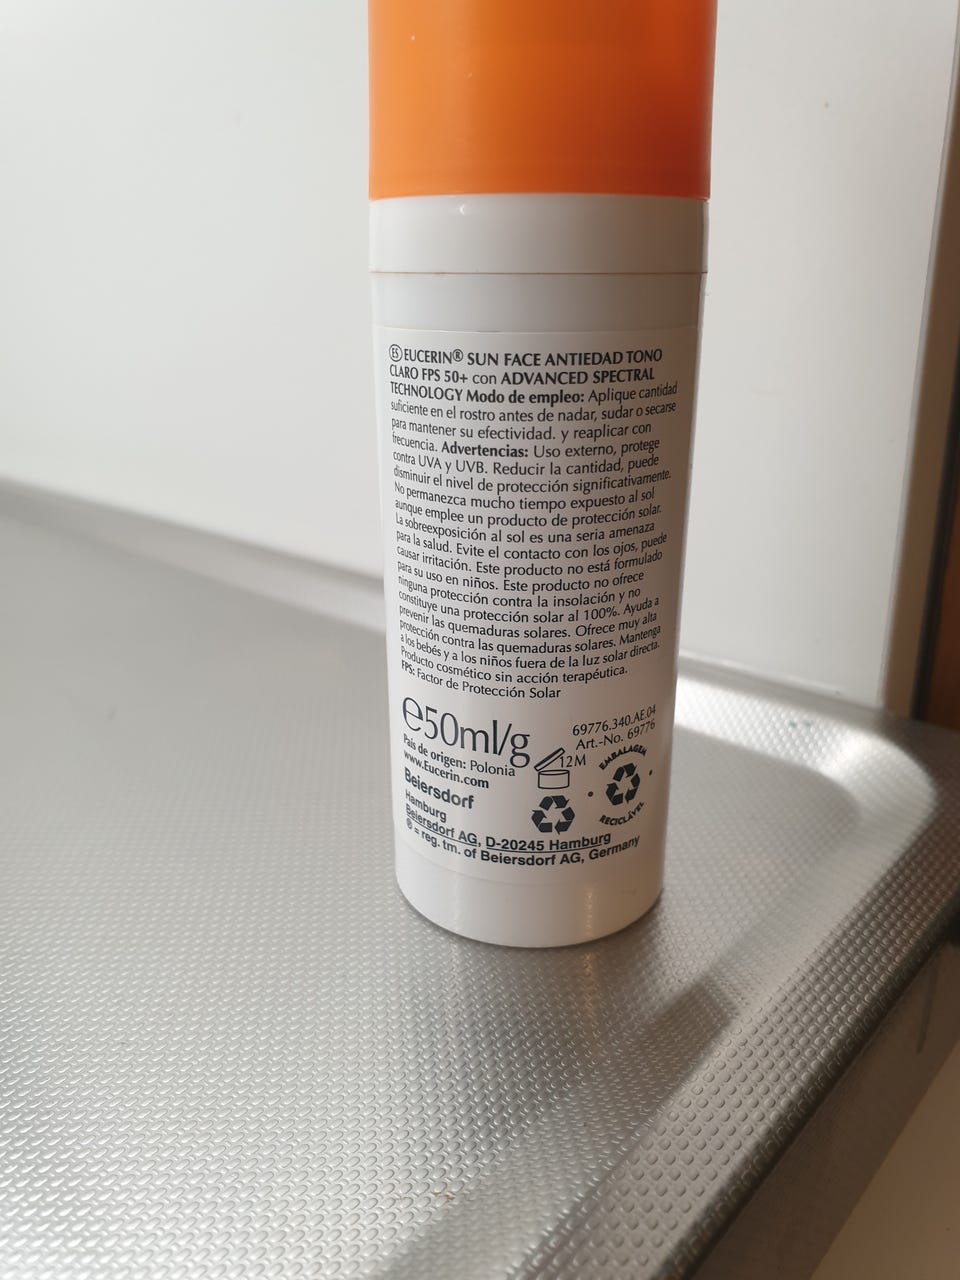 ES EUCERIN® SUN FACE ANTIEDAD TONO
CLARO FPS 50+ con ADVANCED SPECTRAL
TECHNOLOGY Modo de empleo: Aplique cantidad
suficiente en el rostro antes de nadar, sudar o secarse
para mantener su efectividad. y reaplicar con
frecuencia. Advertencias: Uso externo, protege
contra UVA y UVB. Reducir la cantidad, puede
disminuir el nivel de protección significativamente.
No permanezca mucho tiempo expuesto al sol
aunque emplee un producto de protección solar.
La sobreexposición al sol es una seria amenaza
para la salud. Evite el contacto con los ojos, puede
causar irritación. Este producto no está formulado
para su uso en niños. Este producto no ofrece
ninguna protección contra la insolación y no
constituye una protección solar al 100%. Ayuda a
prevenir las quemaduras solares. Ofrece muy alta
protección contra las quemaduras solares. Mantenga
a los bebés y a los niños fuera de la luz solar directa.
Producto cosmético sin acción terapéutica.
FPS: Factor de Protección Solar
℮50ml/g
69776.340.AE.04
Art.-No. 69776
País de origen: Polonia
www.Eucerin.com
12M
EMBALAGEM
RECICLÁVEL
Beiersdorf
Hamburg
Beiersdorf AG, D-20245 Hamburg
® = reg. tm. of Beiersdorf AG, Germany